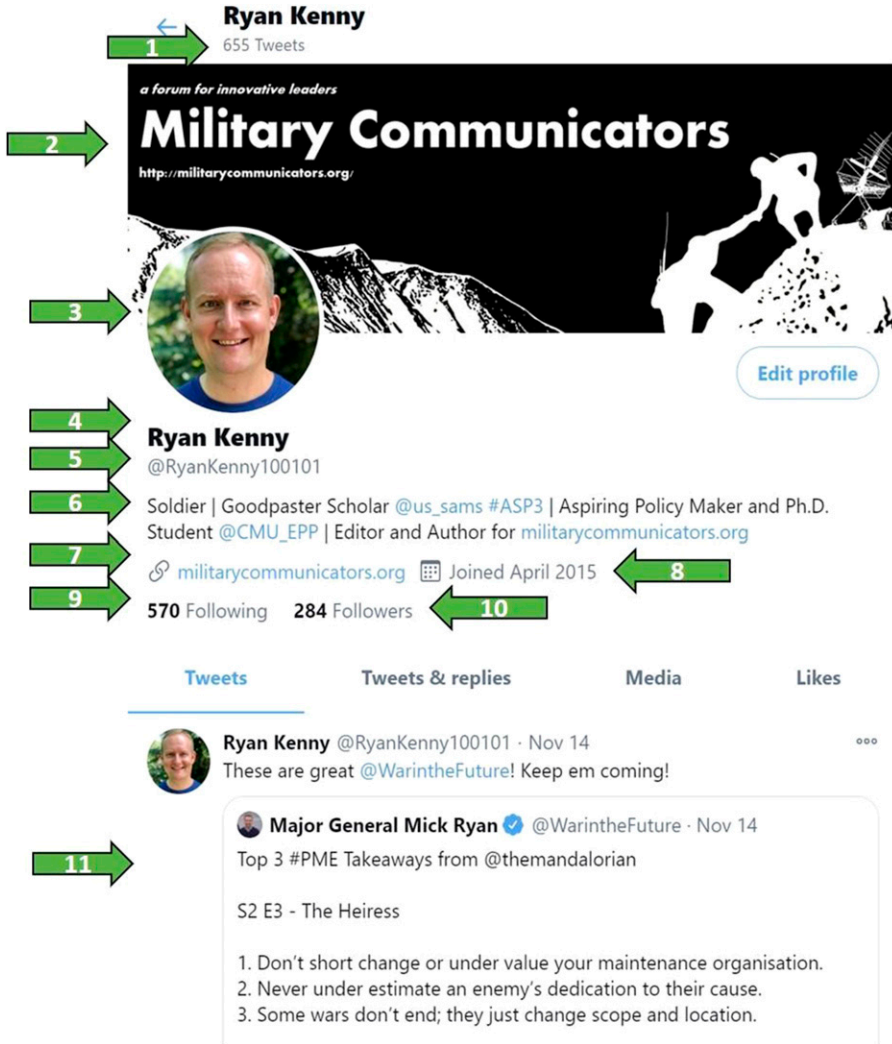 Ryan Kenny
1 655 Tweets
a forum for innovative leaders
2 Military Communicators
http://militarycommunicators.org/
3
Edit profile
4
Ryan Kenny
5 @RyanKenny100101
6 Soldier | Goodpaster Scholar @us_sams #ASP3 | Aspiring Policy Maker and Ph.D.
Student @CMU_EPP | Editor and Author for militarycommunicators.org
7
militarycommunicators.org Joined April 2015 8
9
570 Following 284 Followers 10
Tweets Tweets & replies Media Likes
Ryan Kenny @RyanKenny100101 · Nov 14
These are great @WarintheFuture! Keep em coming!
Major General Mick Ryan @WarintheFuture · Nov 14
11 Top 3 #PME Takeaways from @themandalorian
S2 E3 - The Heiress
1. Don't short change or under value your maintenance organisation.
2. Never under estimate an enemy's dedication to their cause.
3. Some wars don't end; they just change scope and location.